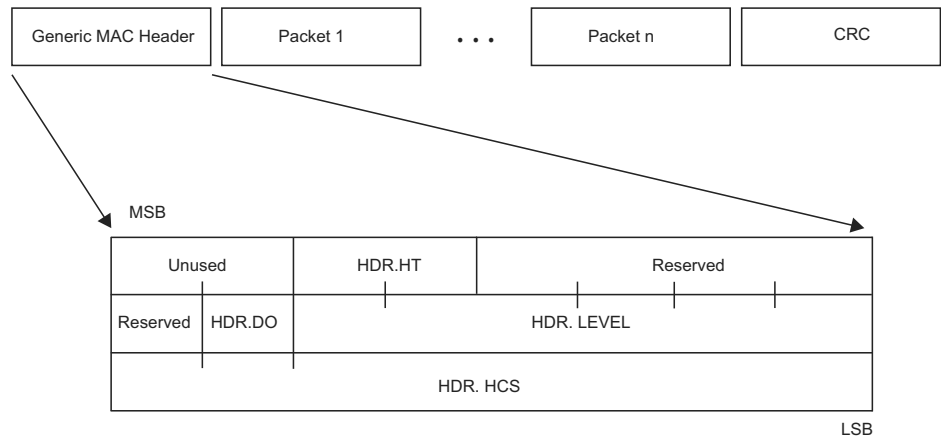 Generic MAC Header Packet 1 . . . Packet n CRC
MSB
Unused HDR.HT Reserved
Reserved HDR.DO HDR. LEVEL
HDR. HCS
LSB